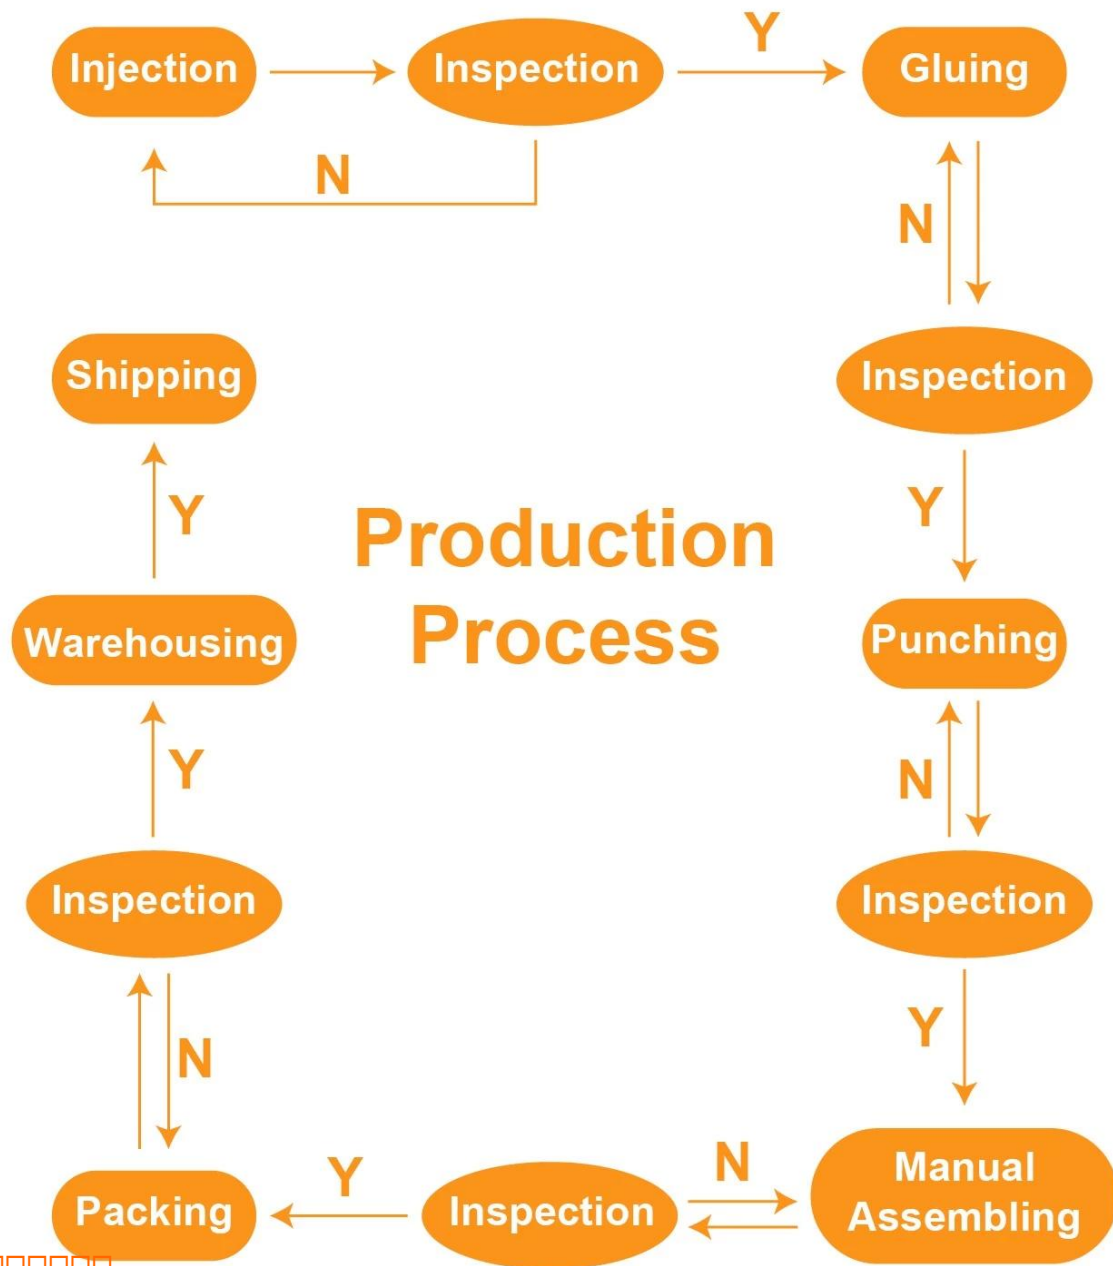 Injection
Inspection
Y
Gluing
N
N
Inspection
Y
Punching
N
Inspection
Y
Manual
Assembling
N
Inspection
Y
Packing
N
Inspection
Y
Warehousing
Y
Shipping
Production
Process